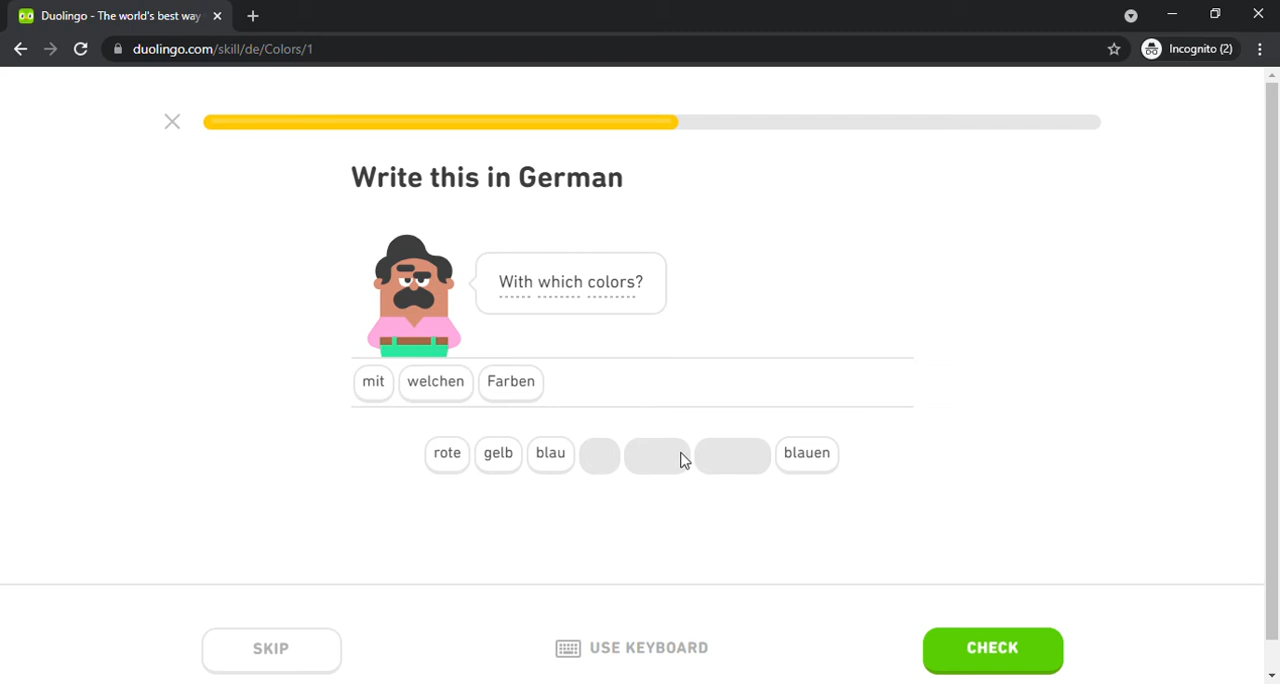 Duolingo - The world's best way
duolingo.com/skill/de/Colors/1
Incognito (2)
Write this in German
With which colors?
mit welchen Farben
rote gelb blau blauen
SKIP USE KEYBOARD CHECK